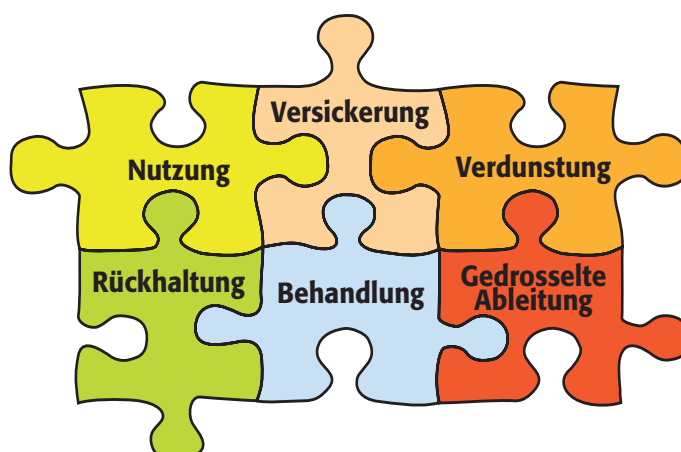 Versickerung
Nutzung
Verdunstung
Rückhaltung
Behandlung
Gedrosselte
Ableitung